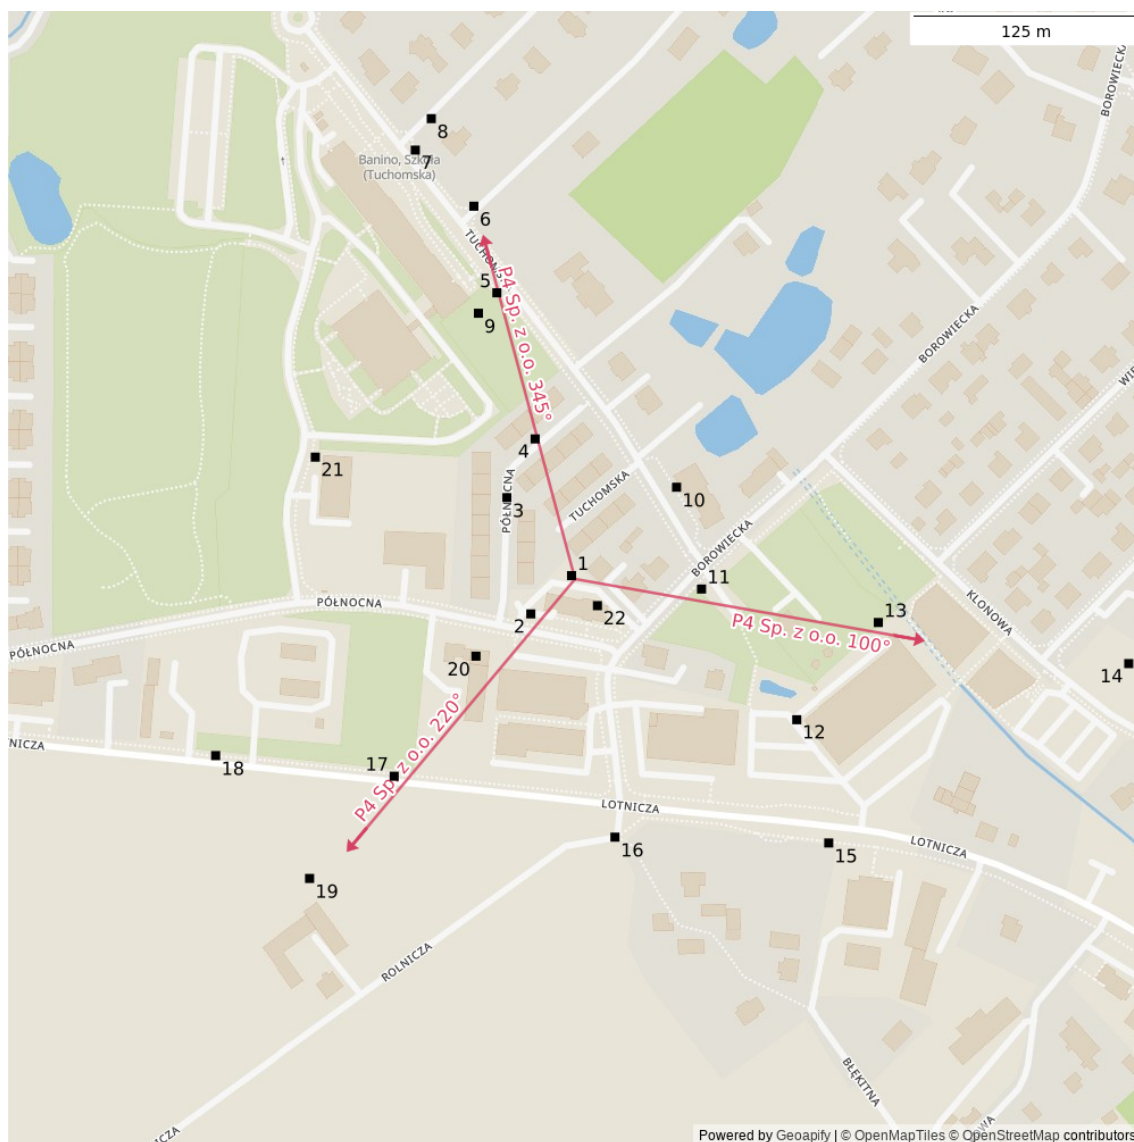 125 m
BOROWIECKA
8
7
Banino, Szkoła
(Tuchomska)
6
TUCHOMSK
5
P4 Sp. z o.o. 345°
9
BOROWIECKA
4
21
PÓŁNOCNA
3
TUCHOMSKA
10
BOROWIECKA
1
11
PÓŁNOCNA
2
22
KLONOWA
13
P4 Sp. z o.o. 100°
PÓŁNOCNA
20
14
P4 Sp. z o.o. 220°
12
18
17
LOTNICZA
16
15
LOTNICZA
19
ROLNICZA
BŁĘKITNA
Powered by Geoapify | © OpenMapTiles © OpenStreetMap contributors